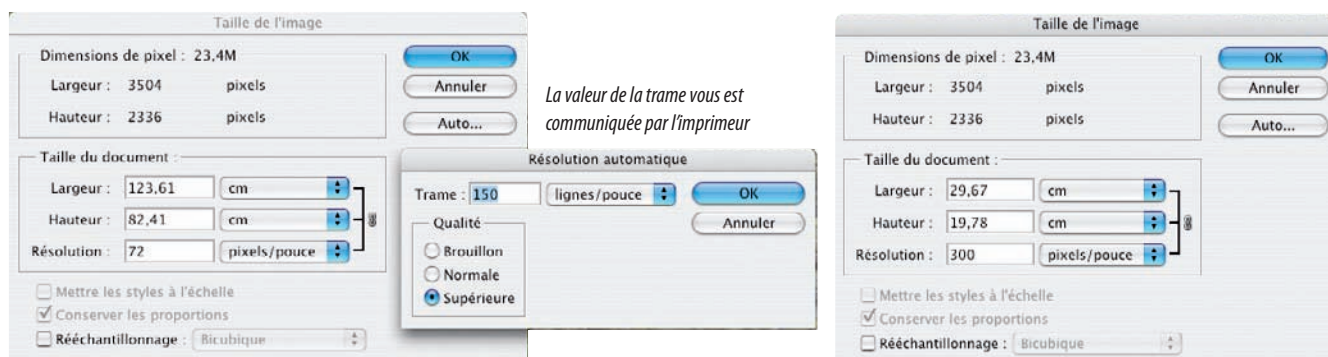 Taille de l'image
Dimensions de pixel : 23,4M
Largeur : 3504 pixels
Hauteur : 2336 pixels
OK
Annuler
Auto...
Taille du document :
Largeur : 123,61 cm
Hauteur : 82,41 cm
Résolution : 72 pixels/pouce
Mettre les styles à l'échelle
Conserver les proportions
Rééchantillonnage : Bicubique
La valeur de la trame vous est
communiquée par l'imprimeur
Résolution automatique
Trame : 150 lignes/pouce
OK
Annuler
Qualité
Brouillon
Normale
Supérieure
Taille de l'image
Dimensions de pixel : 23,4M
Largeur : 3504 pixels
Hauteur : 2336 pixels
OK
Annuler
Auto...
Taille du document :
Largeur : 29,67 cm
Hauteur : 19,78 cm
Résolution : 300 pixels/pouce
Mettre les styles à l'échelle
Conserver les proportions
Rééchantillonnage : Bicubique